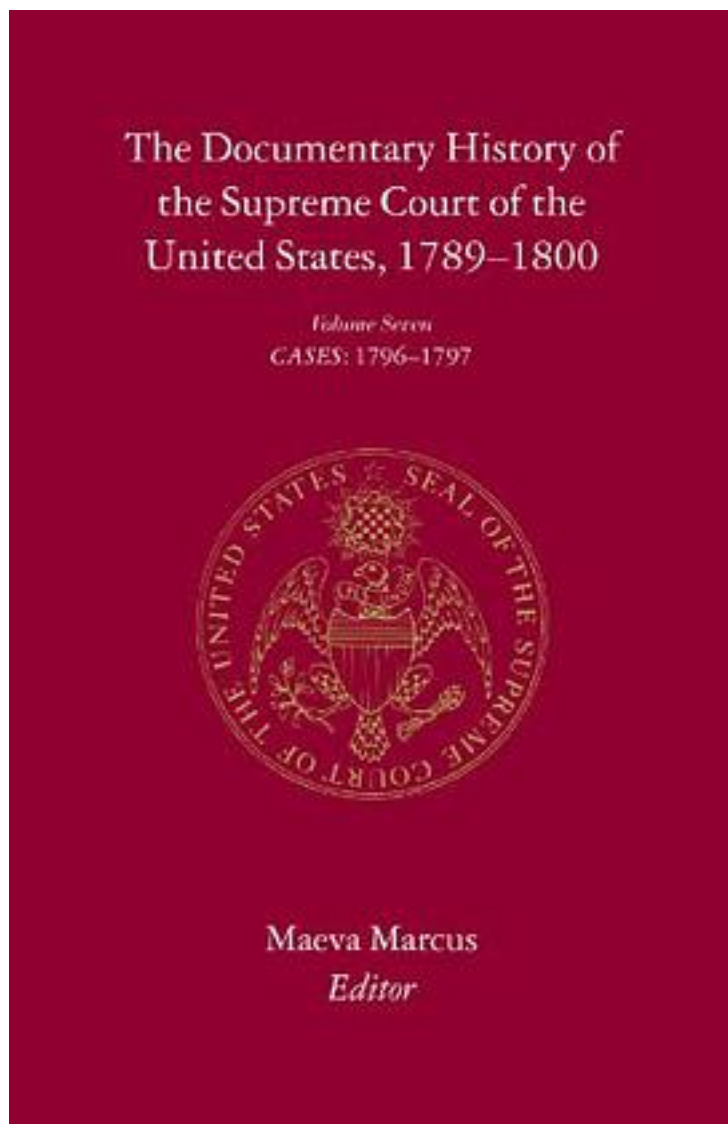 The Documentary History of
the Supreme Court of the
United States, 1789–1800
Volume Seven
CASES: 1796–1797
SEAL OF THE SUPREME COURT OF THE UNITED STATES
Maeva Marcus
Editor